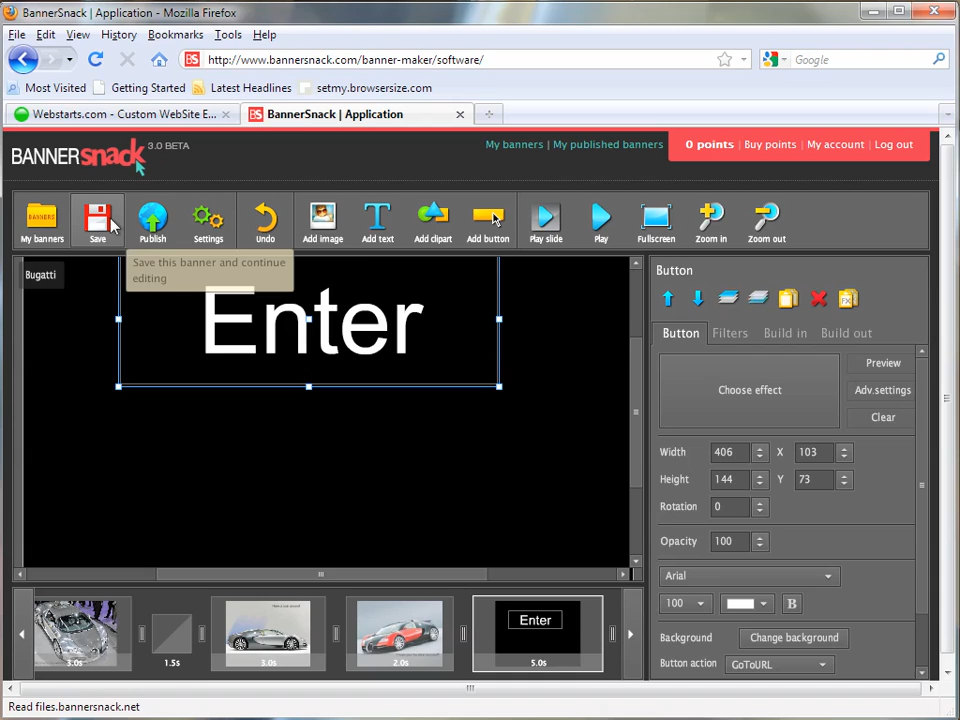 BannerSnack | Application - Mozilla Firefox
File Edit View History Bookmarks Tools Help
http://www.bannersnack.com/banner-maker/software/
Google
Most Visited Getting Started Latest Headlines setmy.browsersize.com
Webstarts.com - Custom WebSite E...
BS BannerSnack | Application
BANNERsnack 3.0 BETA
My banners | My published banners
0 points | Buy points | My account | Log out
BANNERS
My banners Save Publish Settings Undo Add image Add text Add clipart Add button Play slide Play Fullscreen Zoom in Zoom out
Save this banner and continue
editing
Bugatti
Enter
Button
Button Filters Build in Build out
Choose effect
Preview
Adv.settings
Clear
Width 406 X 103
Height 144 Y 73
Rotation 0
Opacity 100
Arial
100 B
Background Change background
Button action GoToURL
3.0s 1.5s 3.0s 2.0s 5.0s
Enter
Read files.bannersnack.net